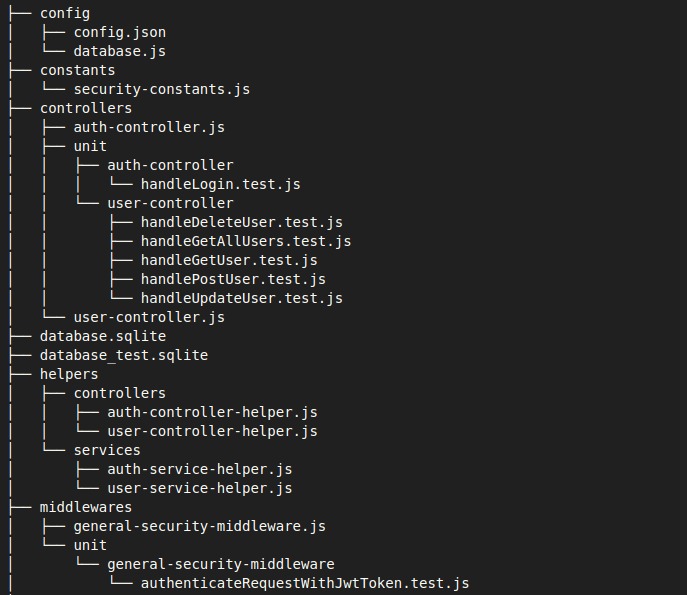 ├── config
│   ├── config.json
│   └── database.js
├── constants
│   └── security-constants.js
├── controllers
│   ├── auth-controller.js
│   ├── unit
│   │   ├── auth-controller
│   │   │   └── handleLogin.test.js
│   │   └── user-controller
│   │       ├── handleDeleteUser.test.js
│   │       ├── handleGetAllUsers.test.js
│   │       ├── handleGetUser.test.js
│   │       ├── handlePostUser.test.js
│   │       └── handleUpdateUser.test.js
│   └── user-controller.js
├── database.sqlite
├── database_test.sqlite
├── helpers
│   ├── controllers
│   │   ├── auth-controller-helper.js
│   │   └── user-controller-helper.js
│   └── services
│       ├── auth-service-helper.js
│       └── user-service-helper.js
├── middlewares
│   ├── general-security-middleware.js
│   └── unit
│       └── general-security-middleware
│           └── authenticateRequestWithJwtToken.test.js